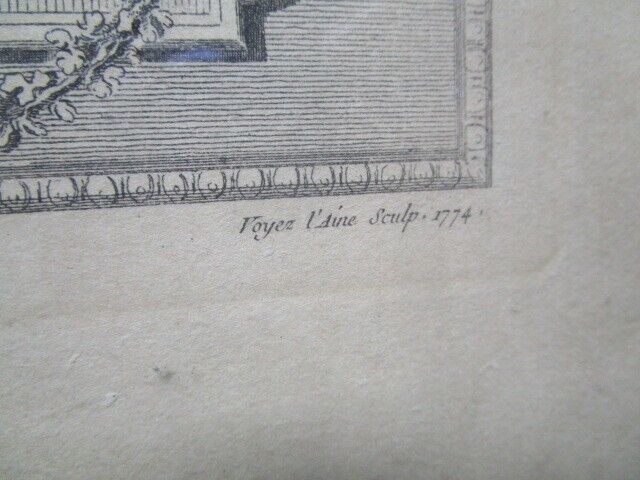 Voyez l'Aine Sculp. 1774.